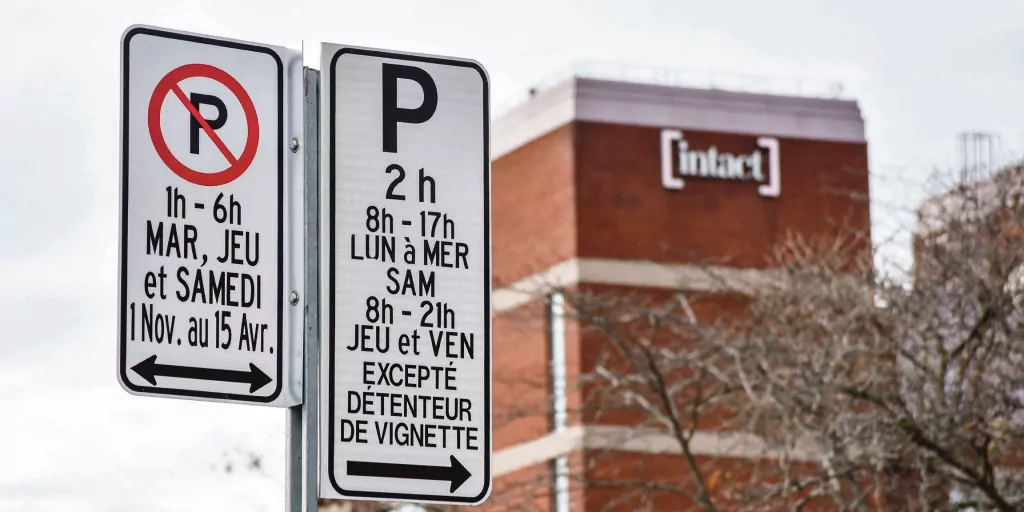 P
1h - 6h
MAR, JEU
et SAMEDI
1 Nov. au 15 Avr.
P
2 h
8h - 17h
LUN à MER
SAM
8h - 21h
JEU et VEN
EXCEPTÉ
DÉTENTEUR
DE VIGNETTE
[intact]